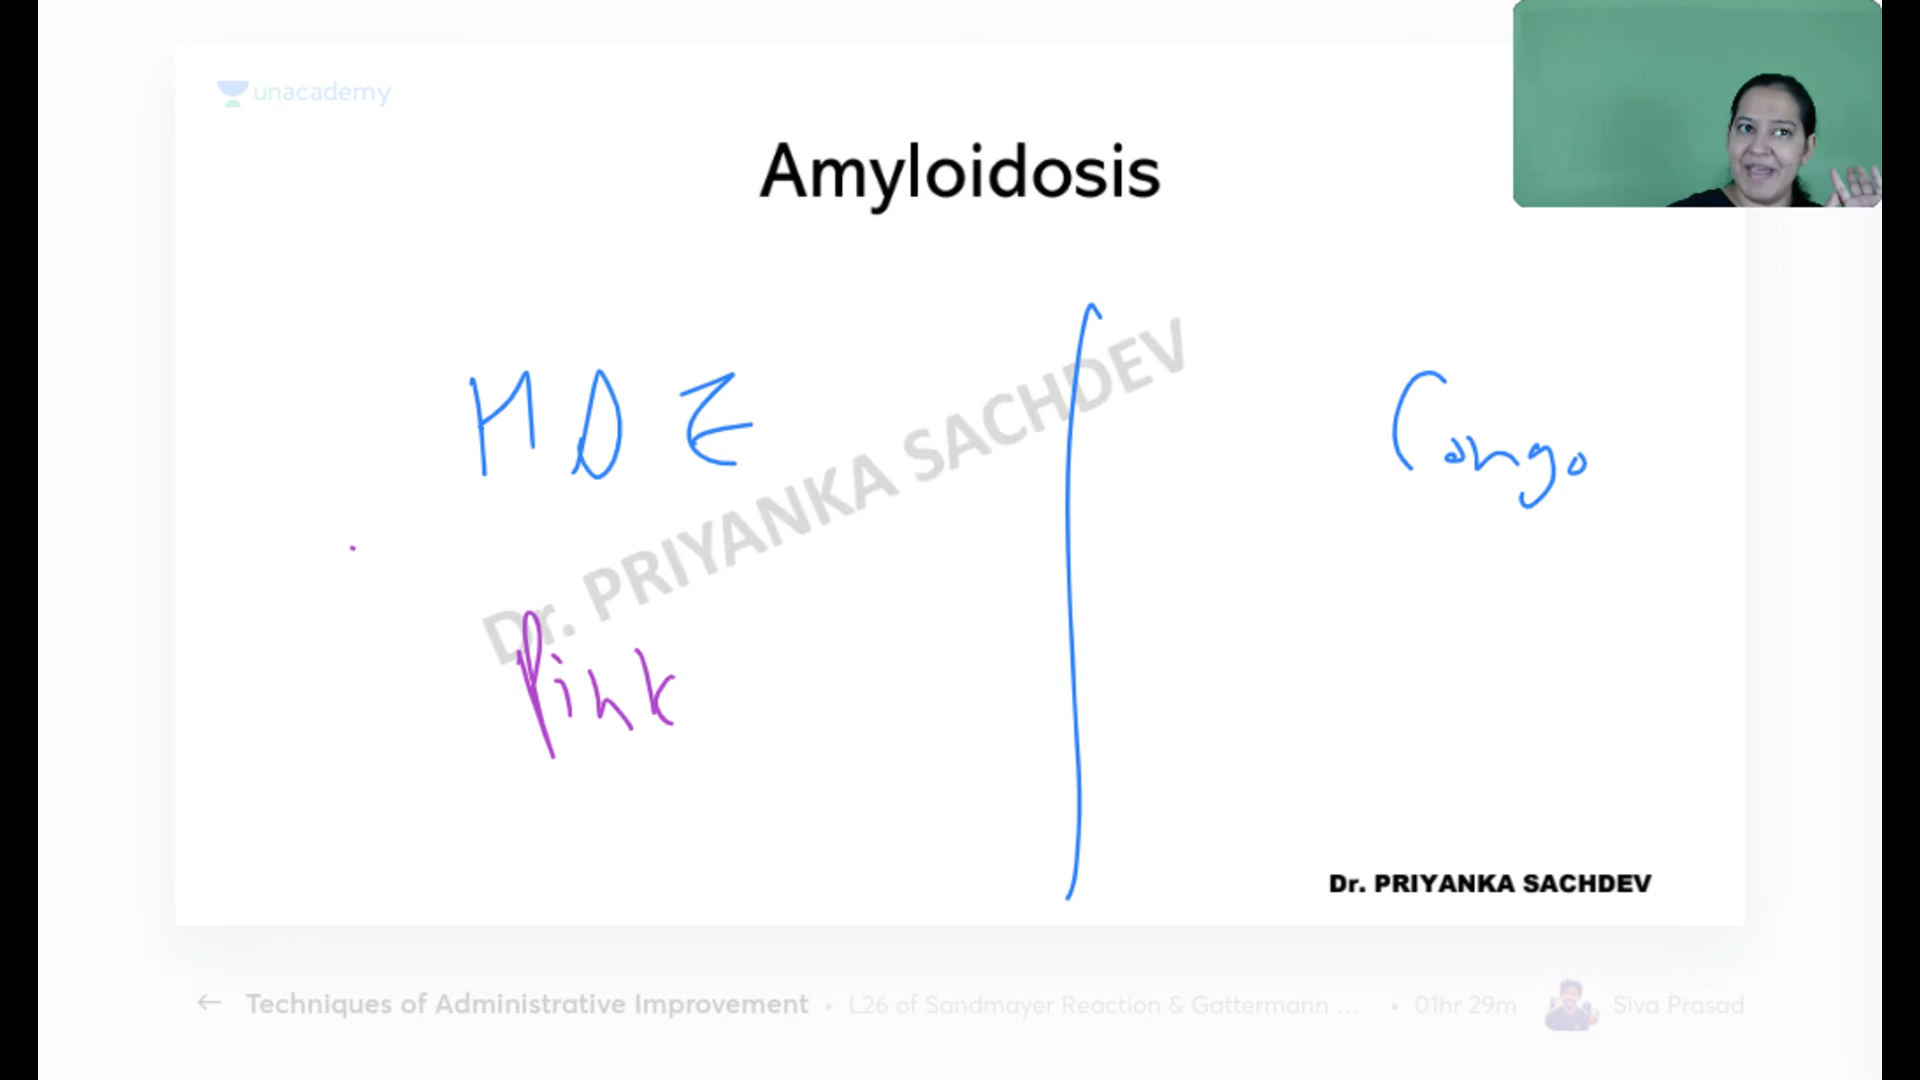 unacademy
Amyloidosis
H & E
Congo
Dr. PRIYANKA SACHDEV
Pink
Dr. PRIYANKA SACHDEV
Techniques of Administrative Improvement • L26 of Sandmayer Reaction & Gattermann ... • 01hr 29m Siva Prasad